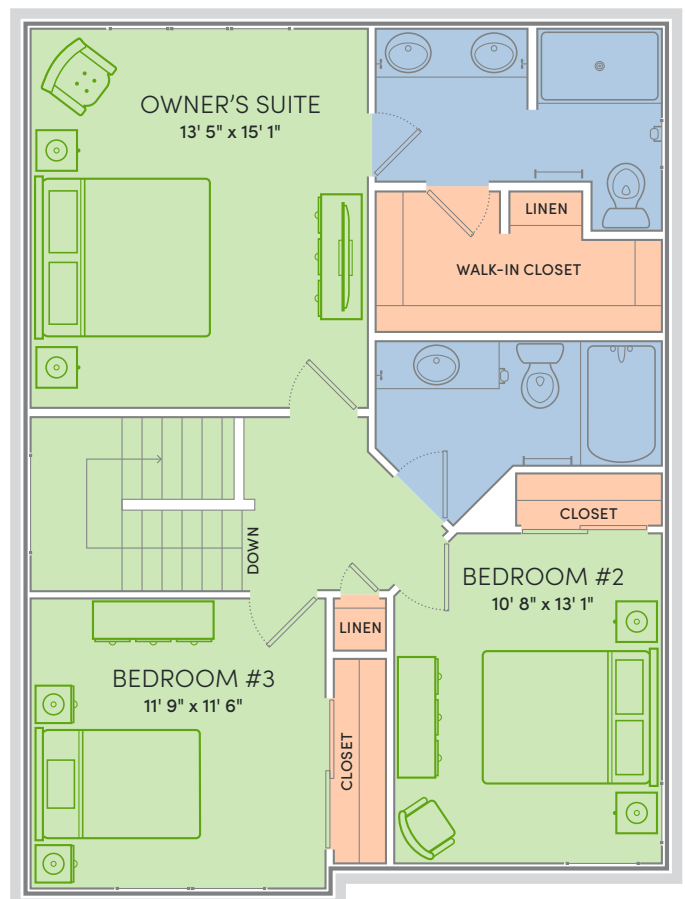 OWNER'S SUITE
13' 5" x 15' 1"
LINEN
WALK-IN CLOSET
CLOSET
DOWN
BEDROOM #2
10' 8" x 13' 1"
LINEN
BEDROOM #3
11' 9" x 11' 6"
CLOSET